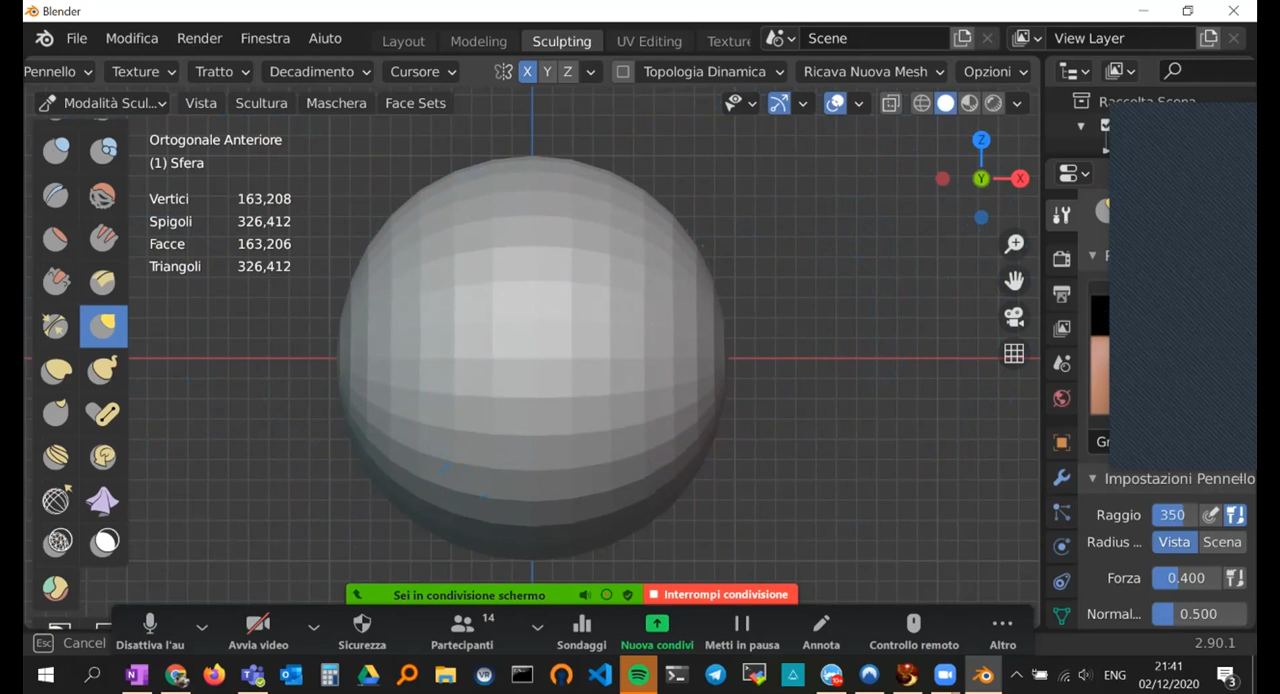 Blender
File Modifica Render Finestra Aiuto Layout Modeling Sculpting UV Editing Texture Scene View Layer
Pennello Texture Tratto Decadimento Cursore X Y Z Topologia Dinamica Ricava Nuova Mesh Opzioni
Modalità Scul... Vista Scultura Maschera Face Sets
Raccolta Scena
Ortogonale Anteriore
(1) Sfera
Z
Y X
Vertici 163,208
Spigoli 326,412
Facce 163,206
Triangoli 326,412
Gr
Impostazioni Pennello
Raggio 350
Radius ... Vista Scena
Forza 0.400
Normal... 0.500
Sei in condivisione schermo Interrompi condivisione
14
Esc Cancel Disattiva l'au Avvia video Sicurezza Partecipanti Sondaggi Nuova condivi Metti in pausa Annota Controllo remoto Altro 2.90.1
ENG 21:41
02/12/2020 3